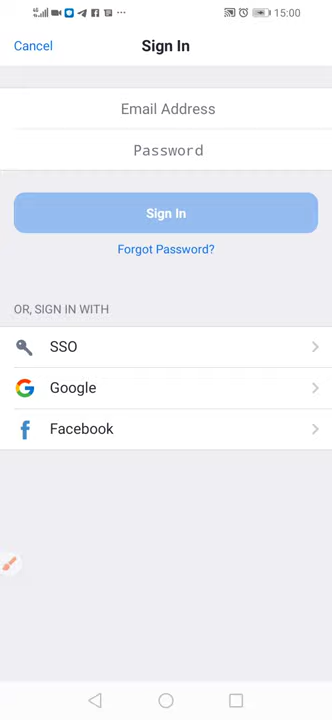 15:00
Cancel
Sign In
Email Address
Password
Sign In
Forgot Password?
OR, SIGN IN WITH
SSO
Google
Facebook